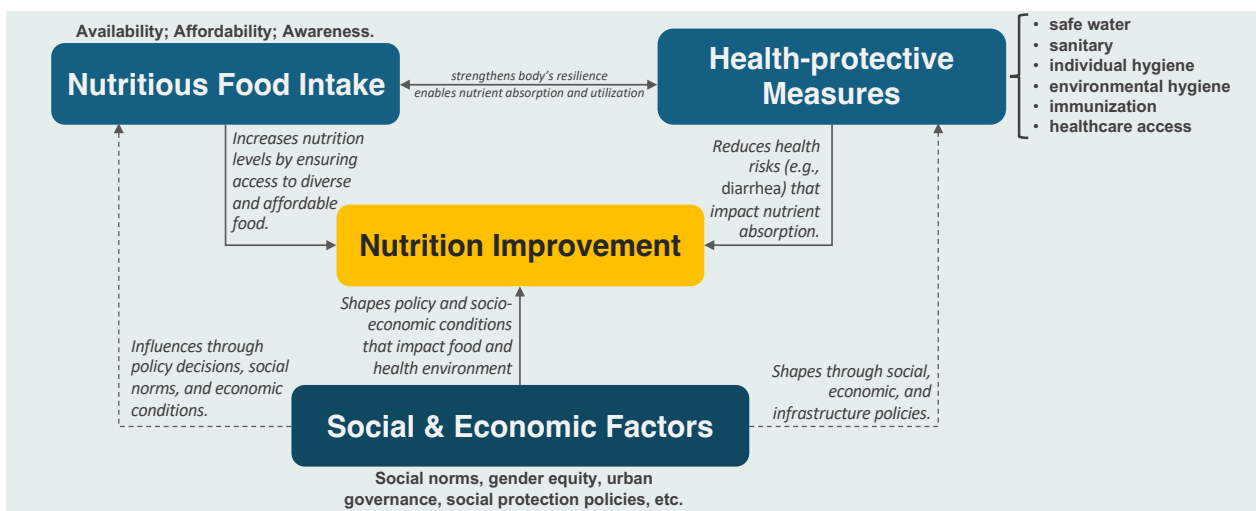 Availability; Affordability; Awareness.
Nutritious Food Intake
strengthens body's resilience
enables nutrient absorption and utilization
Health-protective
Measures
• safe water
• sanitary
• individual hygiene
• environmental hygiene
• immunization
• healthcare access
Increases nutrition
levels by ensuring
access to diverse
and affordable
food.
Reduces health
risks (e.g.,
diarrhea) that
impact nutrient
absorption.
Nutrition Improvement
Shapes policy and socio-
economic conditions
that impact food and
health environment
Influences through
policy decisions, social
norms, and economic
conditions.
Shapes through social,
economic, and
infrastructure policies.
Social & Economic Factors
Social norms, gender equity, urban
governance, social protection policies, etc.